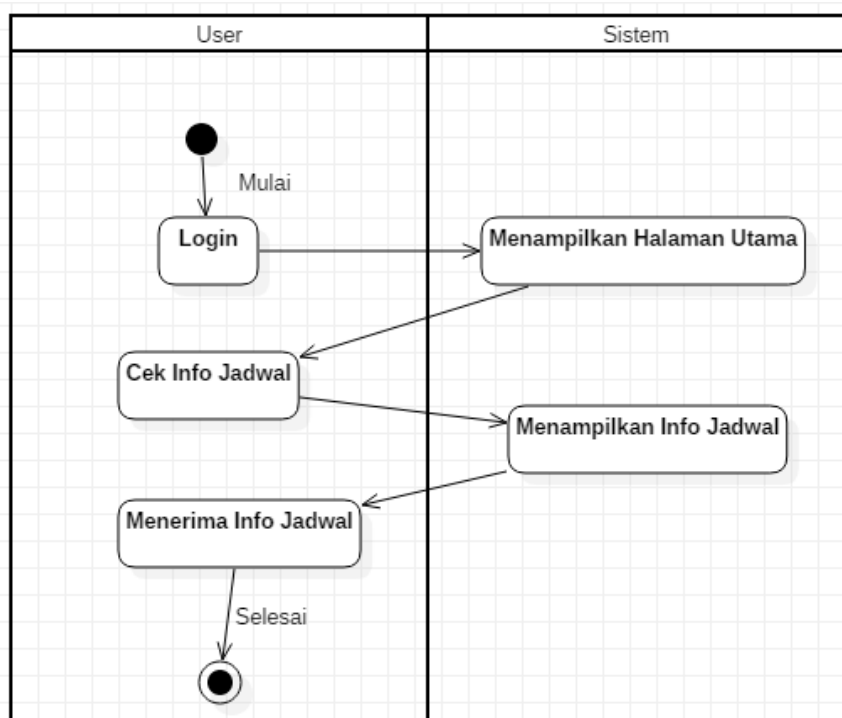 User
Sistem
Mulai
Login
Menampilkan Halaman Utama
Cek Info Jadwal
Menampilkan Info Jadwal
Menerima Info Jadwal
Selesai